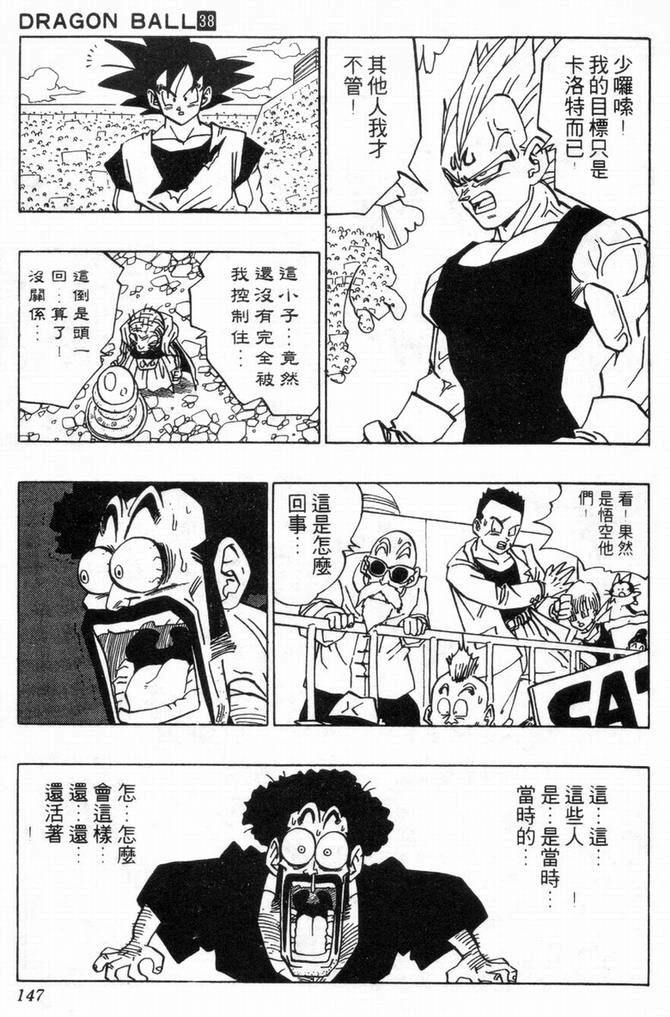 DRAGON BALL 38
少囉嗦！
我的目標只是
卡洛特而已
其他人我才
不管！
這小子…竟然
還沒有完全被
我控制住…
這倒是頭一
回…算了！
沒關係…
看！果然
是悟空他
們！
這是怎麼
回事…
CAT
這…這…
這些人！
是…是當時…
當時的…
怎…怎麼
會這樣…
還…還…
還活著！
147